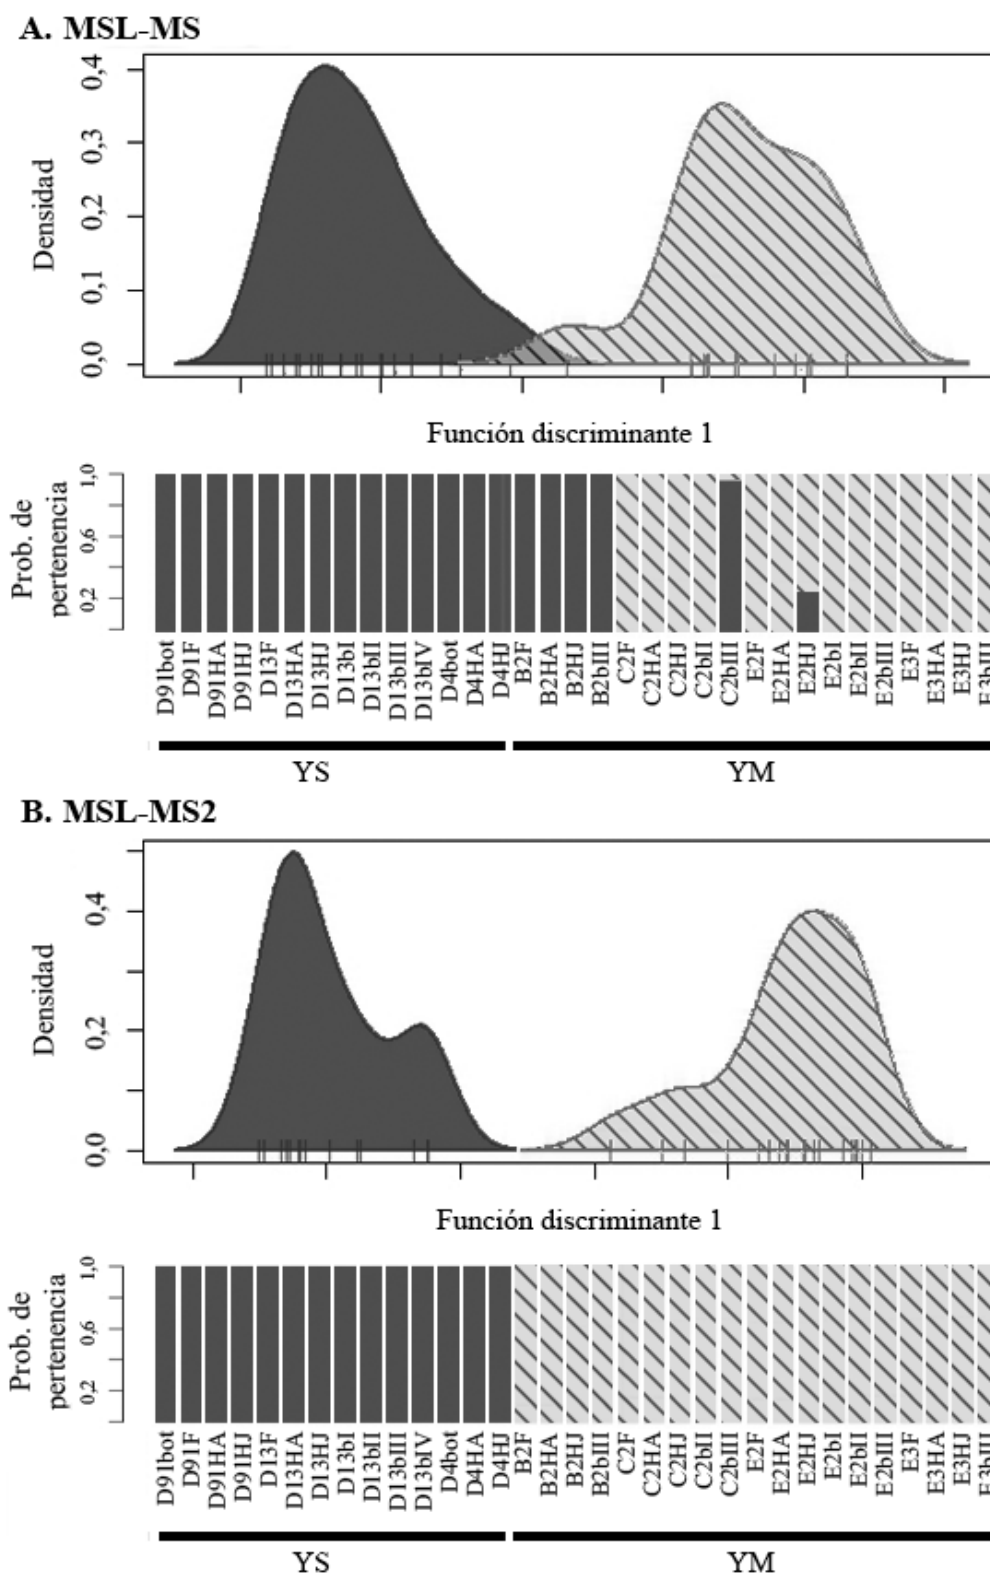 A. MSL-MS
0,4
0,3
0,2
0,1
0,0
Densidad
Función discriminante 1
1,0
0,6
0,2
Prob. de
pertenencia
D91bot
D91F
D91HA
D91HJ
D13F
D13HA
D13HJ
D13bI
D13bII
D13bIII
D13bIV
D4bot
D4HA
D4HJ
B2F
B2HA
B2HJ
B2bIII
C2F
C2HA
C2HJ
C2bII
C2bIII
E2F
E2HA
E2HJ
E2bI
E2bII
E2bIII
E3F
E3HA
E3HJ
YS
YM
B. MSL-MS2
0,4
0,2
0,0
Densidad
Función discriminante 1
1,0
0,6
0,2
Prob. de
pertenencia
D91bot
D91F
D91HA
D91HJ
D13F
D13HA
D13HJ
D13bI
D13bII
D13bIII
D13bIV
D4bot
D4HA
D4HJ
B2F
B2HA
B2HJ
B2bIII
C2F
C2HA
C2HJ
C2bII
C2bIII
E2F
E2HA
E2HJ
E2bI
E2bII
E2bIII
E3F
E3HA
E3HJ
YS
YM